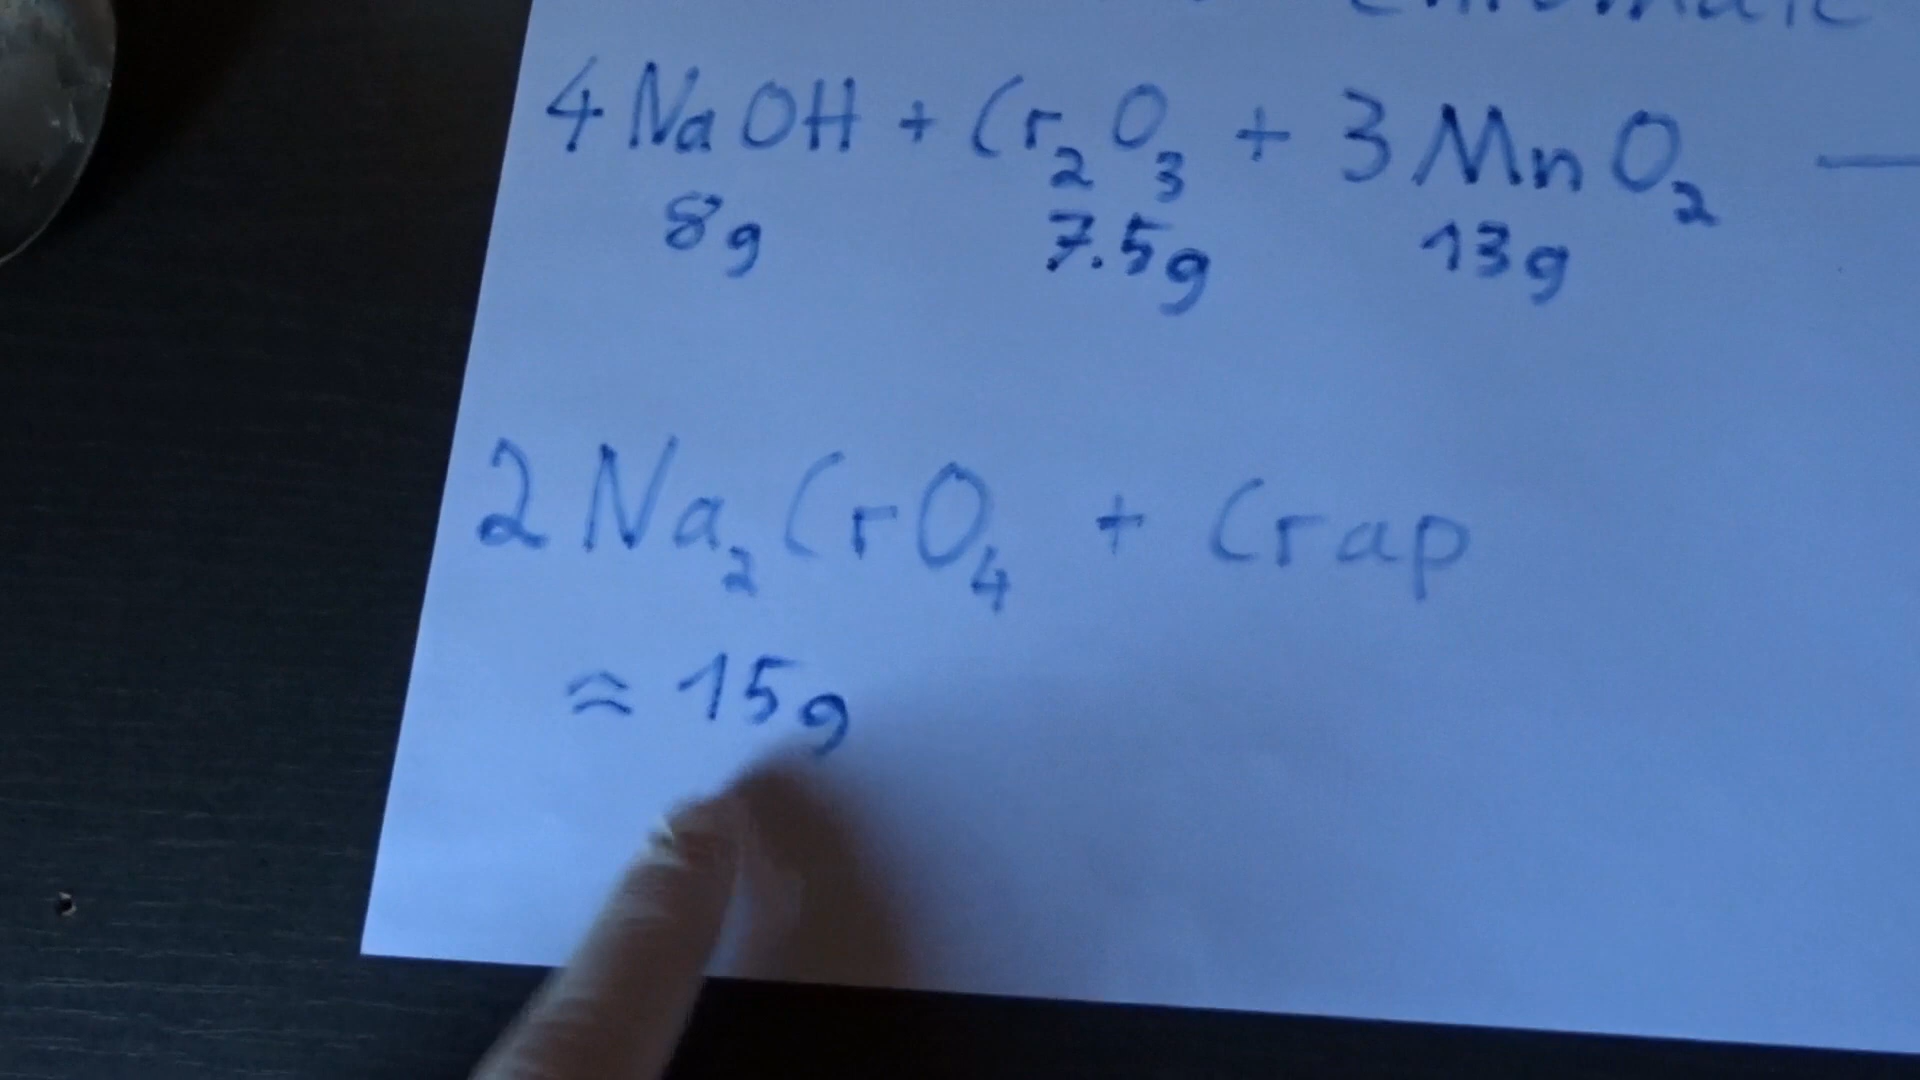 4 NaOH + Cr₂O₃ + 3 MnO₂ —
8g 7.5g 13g
2 Na₂CrO₄ + Crap
≈ 15g